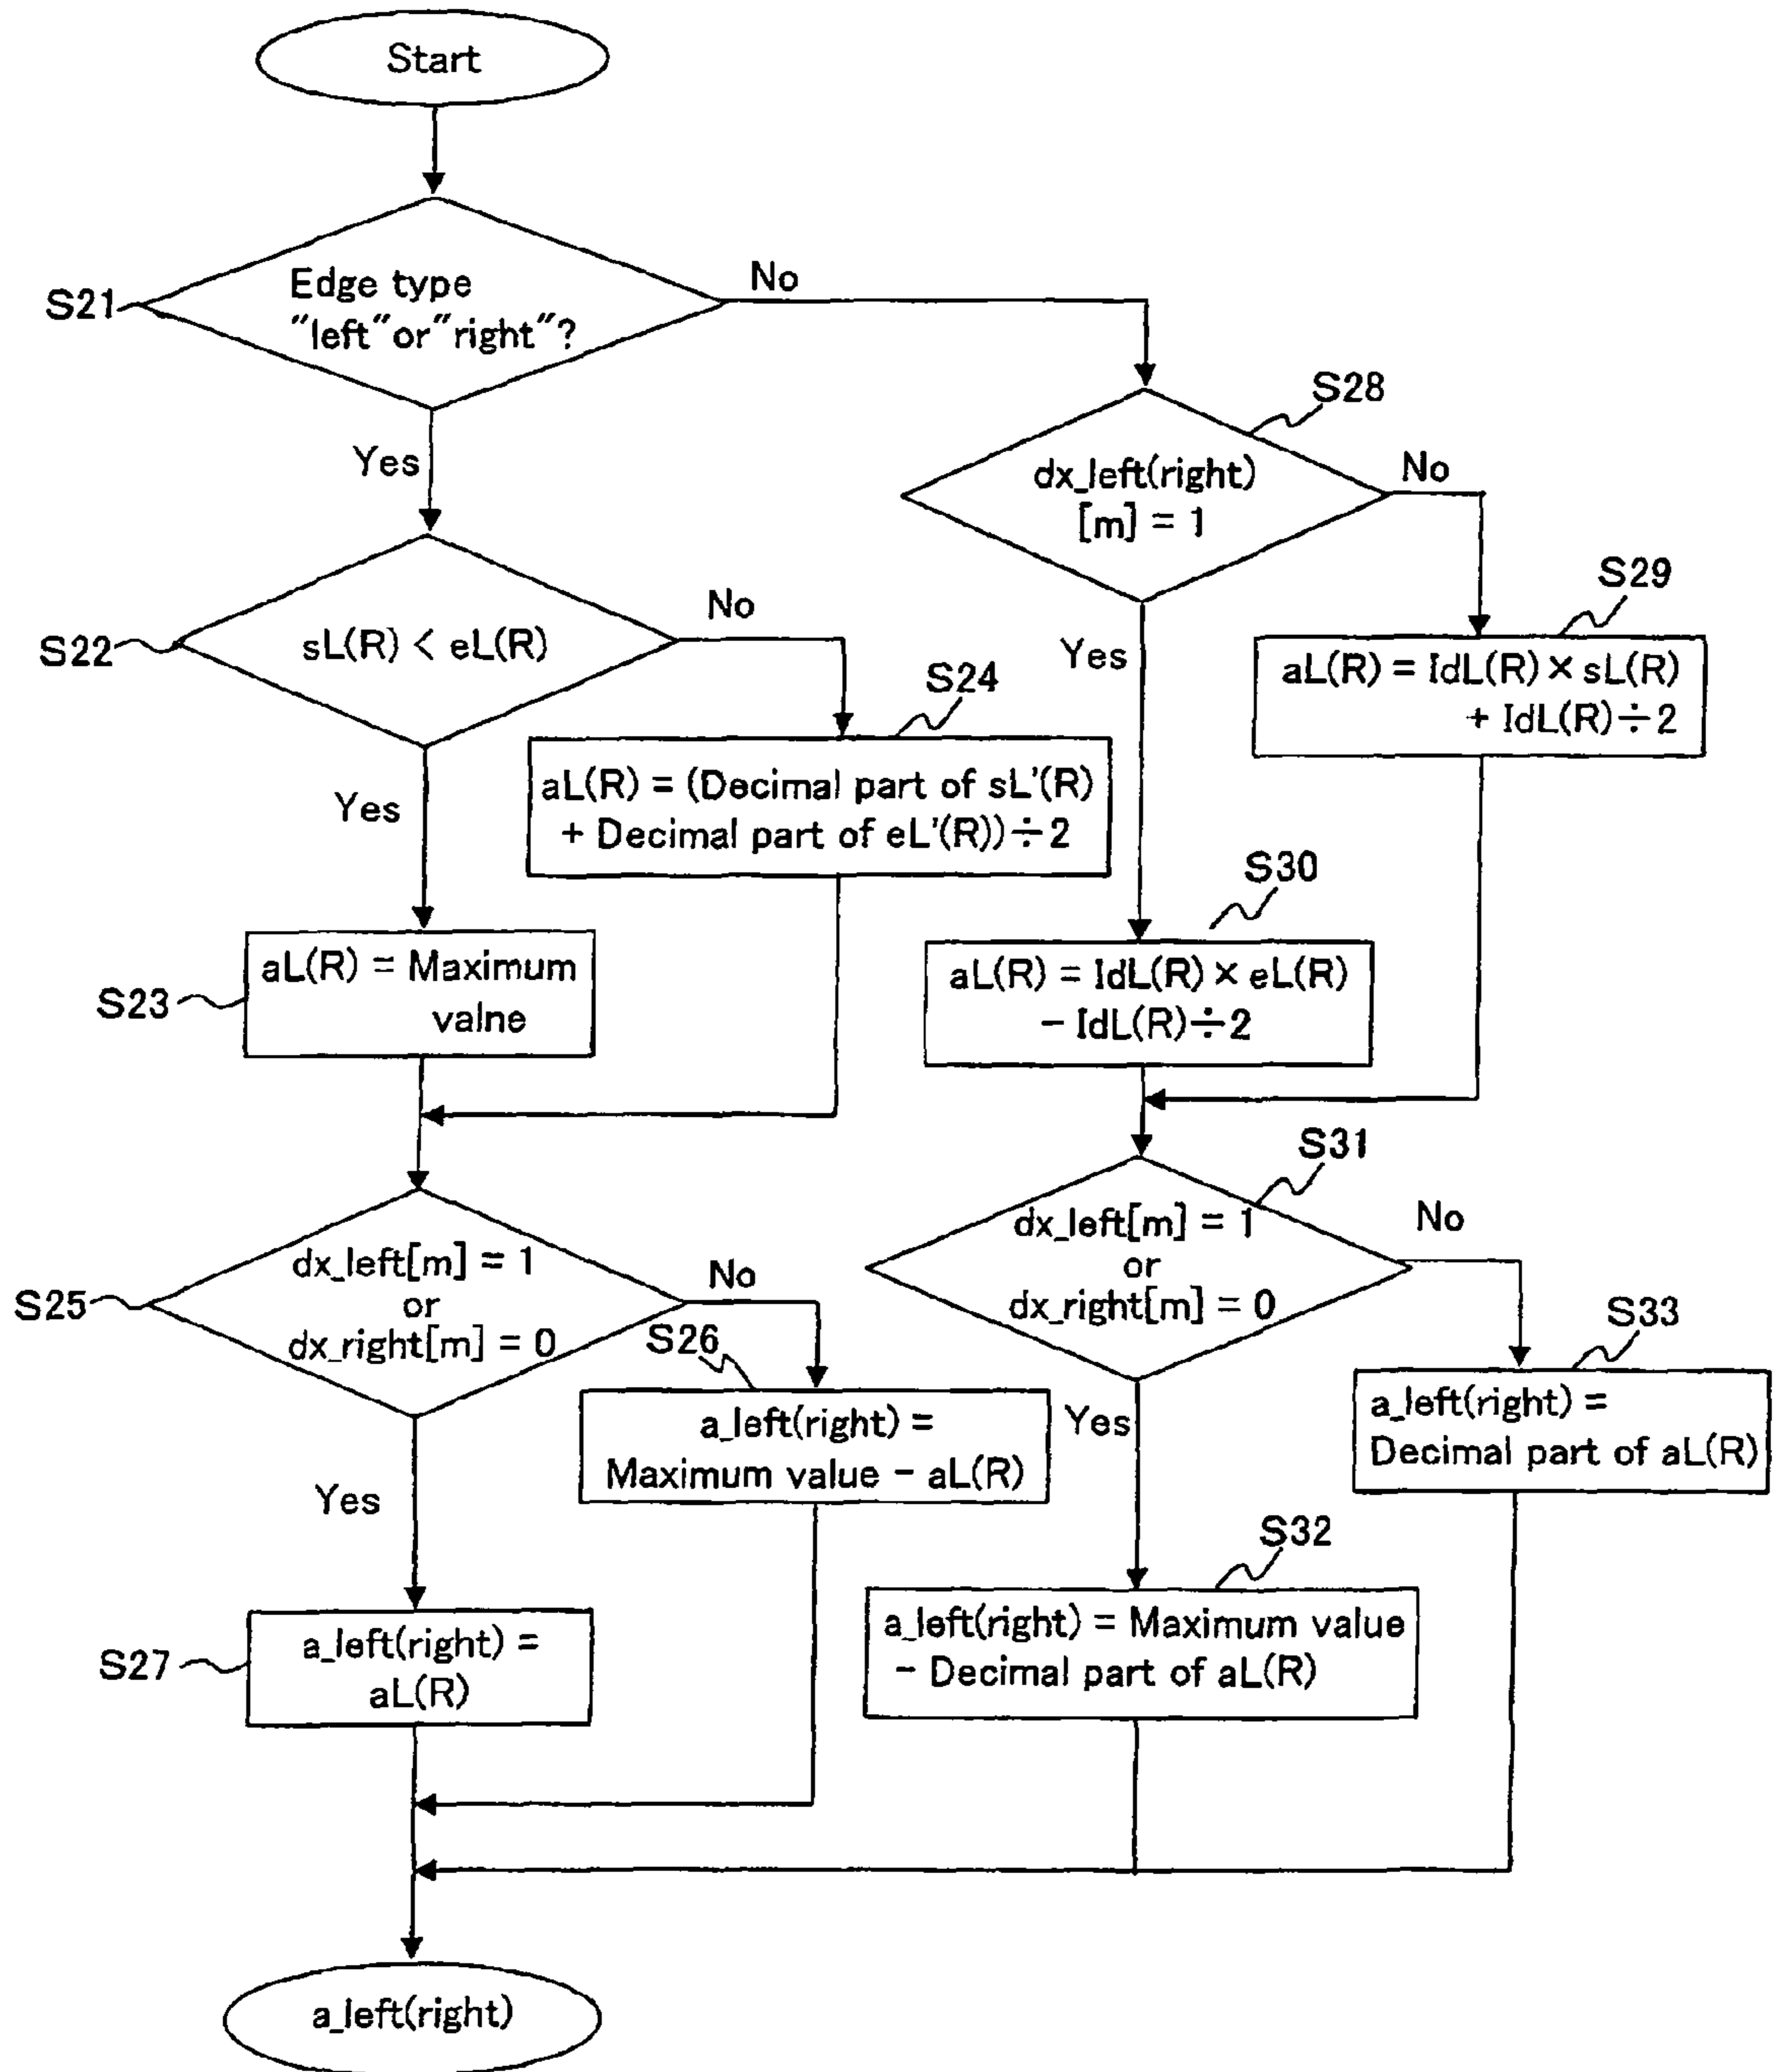 Start
S21
Edge type
"left" or "right"?
No
Yes
S28
dx_left(right)
[m] = 1
No
Yes
S22
sL(R) < eL(R)
No
Yes
S29
aL(R) = IdL(R) × sL(R)
+ IdL(R) ÷ 2
S24
aL(R) = (Decimal part of sL'(R)
+ Decimal part of eL'(R)) ÷ 2
S23
aL(R) = Maximum
valne
S30
aL(R) = IdL(R) × eL(R)
- IdL(R) ÷ 2
S25
dx_left[m] = 1
or
dx_right[m] = 0
No
Yes
S31
dx_left[m] = 1
or
dx_right[m] = 0
No
Yes
S26
a_left(right) =
Maximum value - aL(R)
S33
a_left(right) =
Decimal part of aL(R)
S27
a_left(right) =
aL(R)
S32
a_left(right) = Maximum value
- Decimal part of aL(R)
a_left(right)